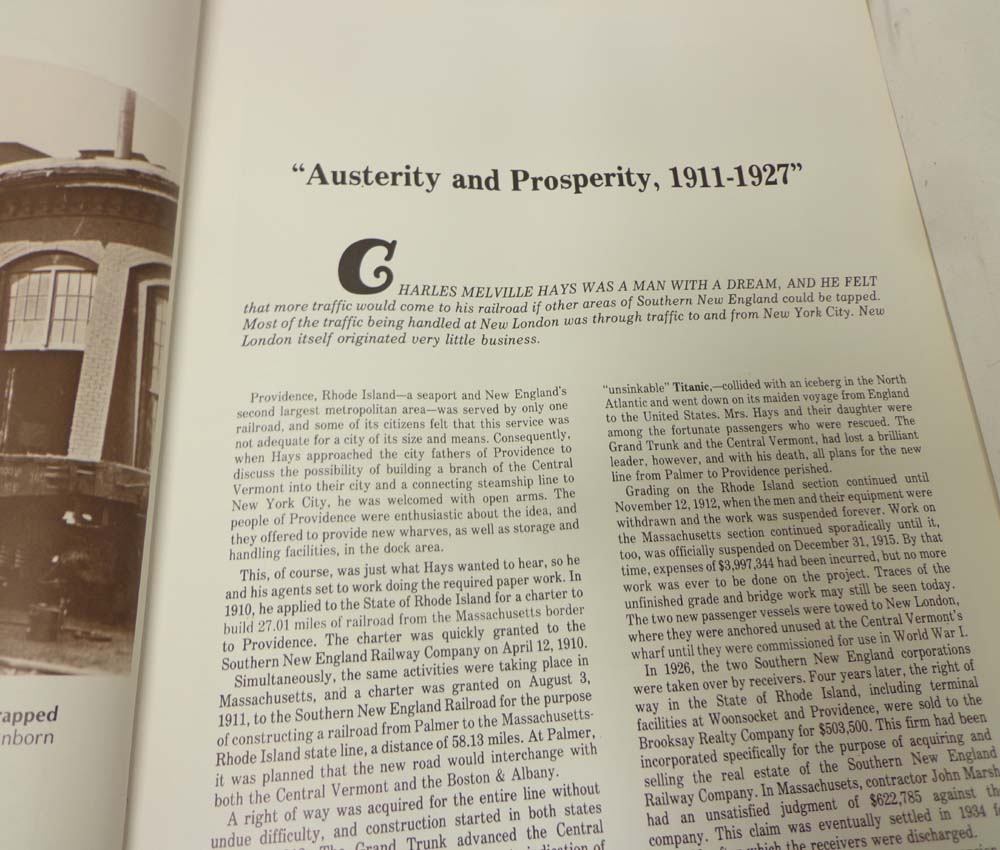 “Austerity and Prosperity, 1911-1927”
CHARLES MELVILLE HAYS WAS A MAN WITH A DREAM, AND HE FELT
that more traffic would come to his railroad if other areas of Southern New England could be tapped.
Most of the traffic being handled at New London was through traffic to and from New York City. New
London itself originated very little business.
Providence, Rhode Island—a seaport and New England's
second largest metropolitan area—was served by only one
railroad, and some of its citizens felt that this service was
not adequate for a city of its size and means. Consequently,
when Hays approached the city fathers of Providence to
discuss the possibility of building a branch of the Central
Vermont into their city and a connecting steamship line to
New York City, he was welcomed with open arms. The
people of Providence were enthusiastic about the idea, and
they offered to provide new wharves, as well as storage and
handling facilities, in the dock area.
This, of course, was just what Hays wanted to hear, so he
and his agents set to work doing the required paper work. In
1910, he applied to the State of Rhode Island for a charter to
build 27.01 miles of railroad from the Massachusetts border
to Providence. The charter was quickly granted to the
Southern New England Railway Company on April 12, 1910.
Simultaneously, the same activities were taking place in
Massachusetts, and a charter was granted on August 3,
1911, to the Southern New England Railroad for the purpose
of constructing a railroad from Palmer to the Massachusetts-
Rhode Island state line, a distance of 58.13 miles. At Palmer,
it was planned that the new road would interchange with
both the Central Vermont and the Boston & Albany.
A right of way was acquired for the entire line without
undue difficulty, and construction started in both states
The Grand Trunk advanced the Central
of
“unsinkable” Titanic,—collided with an iceberg in the North
Atlantic and went down on its maiden voyage from England
to the United States. Mrs. Hays and their daughter were
among the fortunate passengers who were rescued. The
Grand Trunk and the Central Vermont, had lost a brilliant
leader, however, and with his death, all plans for the new
line from Palmer to Providence perished.
Grading on the Rhode Island section continued until
November 12, 1912, when the men and their equipment were
withdrawn and the work was suspended forever. Work on
the Massachusetts section continued sporadically until it,
too, was officially suspended on December 31, 1915. By that
time, expenses of $3,997,344 had been incurred, but no more
work was ever to be done on the project. Traces of the
unfinished grade and bridge work may still be seen today.
The two new passenger vessels were towed to New London,
where they were anchored unused at the Central Vermont's
wharf until they were commissioned for use in World War I.
In 1926, the two Southern New England corporations
were taken over by receivers. Four years later, the right of
way in the State of Rhode Island, including terminal
facilities at Woonsocket and Providence, were sold to the
Brooksay Realty Company for $503,500. This firm had been
incorporated specifically for the purpose of acquiring and
selling the real estate of the Southern New England
Railway Company. In Massachusets, contractor John Marsh
had an unsatisfied judgment of $622,785 against th
company. This claim was eventually settled in 1934 f
which the receivers were discharged.
rapped
nborn